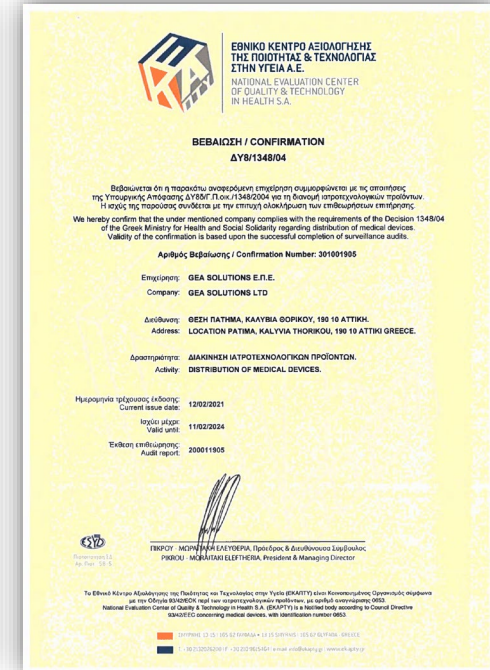 ΕΚΑ
ΠΤΥ
ΕΘΝΙΚΟ ΚΕΝΤΡΟ ΑΞΙΟΛΟΓΗΣΗΣ
ΤΗΣ ΠΟΙΟΤΗΤΑΣ & ΤΕΧΝΟΛΟΓΙΑΣ
ΣΤΗΝ ΥΓΕΙΑ Α.Ε.
NATIONAL EVALUATION CENTER
OF QUALITY & TECHNOLOGY
IN HEALTH S.A.
ΒΕΒΑΙΩΣΗ / CONFIRMATION
ΔΥ8/1348/04
Βεβαιώνεται ότι η παρακάτω αναφερόμενη επιχείρηση συμμορφώνεται με τις απαιτήσεις
της Υπουργικής Απόφασης ΔΥ8δ/Γ.Π.οικ./1348/2004 για τη διανομή ιατροτεχνολογικών προϊόντων.
Η ισχύς της παρούσας συνδέεται με την επιτυχή ολοκλήρωση των επιθεωρήσεων επιτήρησης.
We hereby confirm that the under mentioned company complies with the requirements of the Decision 1348/04
of the Greek Ministry for Health and Social Solidarity regarding distribution of medical devices.
Validity of the confirmation is based upon the successful completion of surveillance audits.
Αριθμός Βεβαίωσης / Confirmation Number: 301001905
Επιχείρηση: GEA SOLUTIONS Ε.Π.Ε.
Company: GEA SOLUTIONS LTD
Διεύθυνση: ΘΕΣΗ ΠΑΤΗΜΑ, ΚΑΛΥΒΙΑ ΘΟΡΙΚΟΥ, 190 10 ΑΤΤΙΚΗ.
Address: LOCATION PATIMA, KALYVIA THORIKOU, 190 10 ATTIKI GREECE.
Δραστηριότητα: ΔΙΑΚΙΝΗΣΗ ΙΑΤΡΟΤΕΧΝΟΛΟΓΙΚΩΝ ΠΡΟΪΟΝΤΩΝ.
Activity: DISTRIBUTION OF MEDICAL DEVICES.
Ημερομηνία τρέχουσας έκδοσης:
Current issue date: 12/02/2021
Ισχύει μέχρι:
Valid until: 11/02/2024
Έκθεση επιθεώρησης:
Audit report: 200011905
ΕΣΥΔ
ΠΙΚΡΟΥ - ΜΩΡΑΪΤΑΚΗ ΕΛΕΥΘΕΡΙΑ, Πρόεδρος & Διευθύνουσα Σύμβουλος
PIKROU - MORAITAKI ELEFTHERIA, President & Managing Director
Το Εθνικό Κέντρο Αξιολόγησης της Ποιότητας και Τεχνολογίας στην Υγεία (ΕΚΑΠΤΥ) είναι Κοινοποιημένος Οργανισμός σύμφωνα
με την Οδηγία 93/42/ΕΟΚ περί των ιατροτεχνολογικών προϊόντων, με αριθμό αναγνώρισης 0653.
National Evaluation Center of Quality & Technology in Health S.A. (EKAPTY) is a Notified body according to Council Directive
93/42/EEC concerning medical devices, with identification number 0653